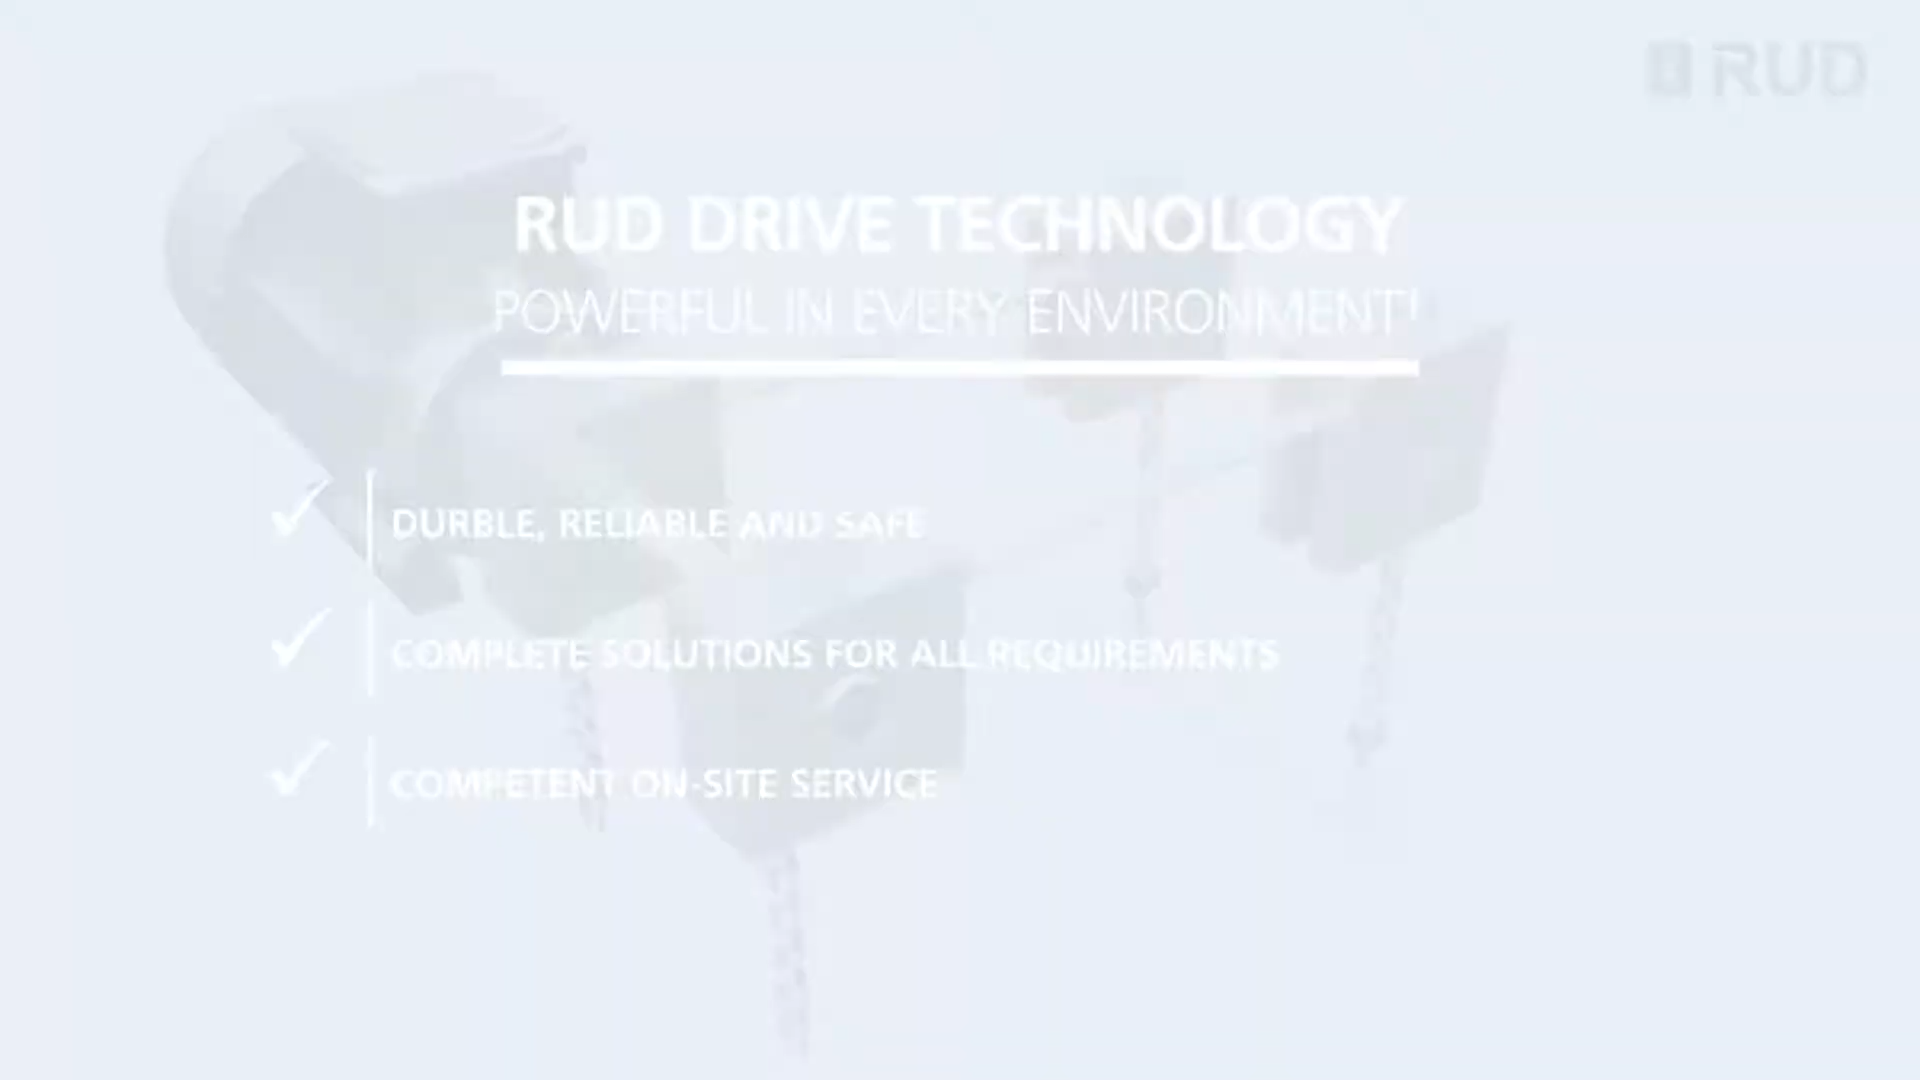 RUD
RUD DRIVE TECHNOLOGY
POWERFUL IN EVERY ENVIRONMENT!
DURBLE, RELIABLE AND SAFE
COMPLETE SOLUTIONS FOR ALL REQUIREMENTS
COMPETENT ON-SITE SERVICE